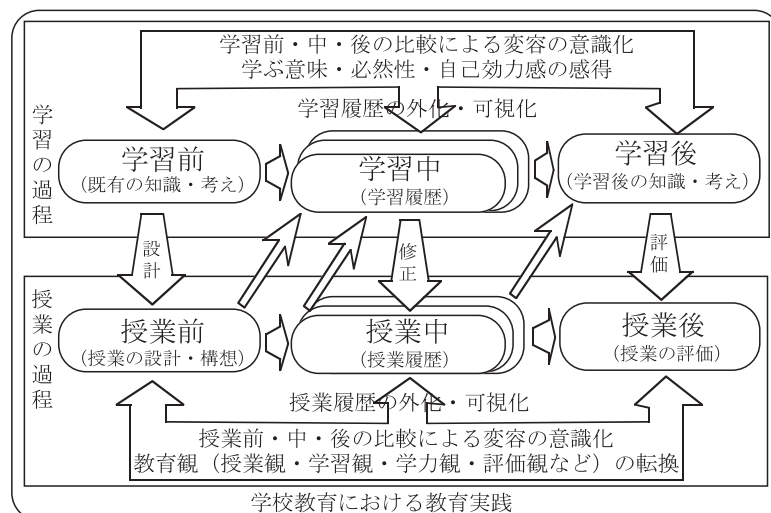 学習前・中・後の比較による変容の意識化
学ぶ意味・必然性・自己効力感の感得
学習履歴の外化・可視化
学習の過程
学習前
(既有の知識・考え)
学習中
(学習履歴)
学習後
(学習後の知識・考え)
設計
修正
評価
授業の過程
授業前
(授業の設計・構想)
授業中
(授業履歴)
授業後
(授業の評価)
授業履歴の外化・可視化
授業前・中・後の比較による変容の意識化
教育観(授業観・学習観・学力観・評価観など)の転換
学校教育における教育実践